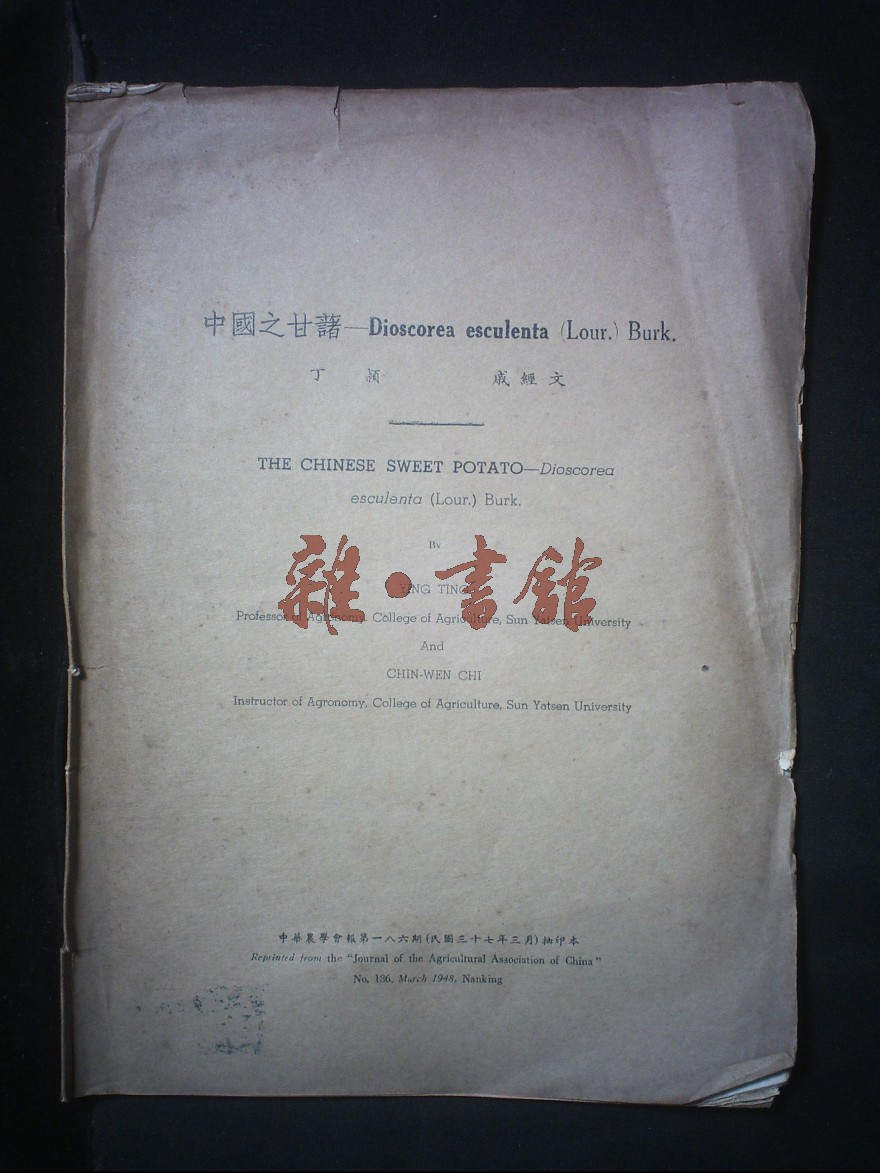 中國之甘藷—Dioscorea esculenta (Lour.) Burk.
丁 穎 戚經文
THE CHINESE SWEET POTATO—Dioscorea
esculenta (Lour.) Burk.
By
雜·書館
YING TING
Professor of Agronomy, College of Agriculture, Sun Yatsen University
And
CHIN-WEN CHI
Instructor of Agronomy, College of Agriculture, Sun Yatsen University
中華農學會報第一八六期(民國三十七年三月)抽印本
Reprinted from the "Journal of the Agricultural Association of China"
No. 186, March 1948, Nanking